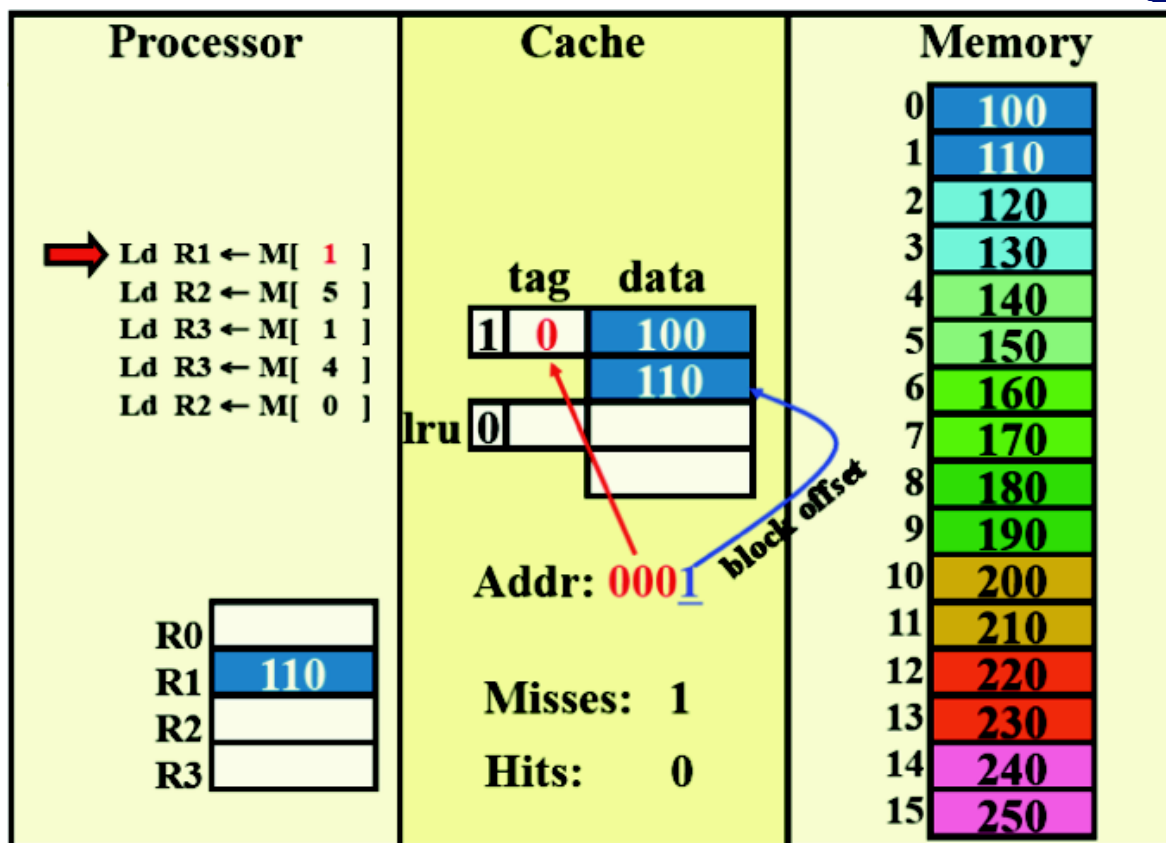 Processor
Ld R1 ← M[ 1 ]
Ld R2 ← M[ 5 ]
Ld R3 ← M[ 1 ]
Ld R3 ← M[ 4 ]
Ld R2 ← M[ 0 ]
R0
R1 110
R2
R3
Cache
tag data
1 0 100
110
lru 0
block offset
Addr: 0001
Misses: 1
Hits: 0
Memory
0 100
1 110
2 120
3 130
4 140
5 150
6 160
7 170
8 180
9 190
10 200
11 210
12 220
13 230
14 240
15 250